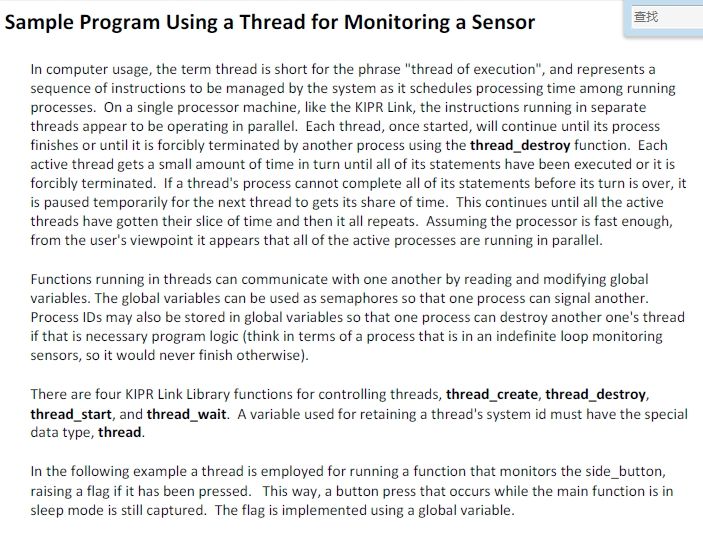 Sample Program Using a Thread for Monitoring a Sensor
查找
In computer usage, the term thread is short for the phrase "thread of execution", and represents a
sequence of instructions to be managed by the system as it schedules processing time among running
processes.  On a single processor machine, like the KIPR Link, the instructions running in separate
threads appear to be operating in parallel.  Each thread, once started, will continue until its process
finishes or until it is forcibly terminated by another process using the thread_destroy function.  Each
active thread gets a small amount of time in turn until all of its statements have been executed or it is
forcibly terminated.  If a thread's process cannot complete all of its statements before its turn is over, it
is paused temporarily for the next thread to gets its share of time.  This continues until all the active
threads have gotten their slice of time and then it all repeats.  Assuming the processor is fast enough,
from the user's viewpoint it appears that all of the active processes are running in parallel.
Functions running in threads can communicate with one another by reading and modifying global
variables. The global variables can be used as semaphores so that one process can signal another.
Process IDs may also be stored in global variables so that one process can destroy another one's thread
if that is necessary program logic (think in terms of a process that is in an indefinite loop monitoring
sensors, so it would never finish otherwise).
There are four KIPR Link Library functions for controlling threads, thread_create, thread_destroy,
thread_start, and thread_wait.  A variable used for retaining a thread's system id must have the special
data type, thread.
In the following example a thread is employed for running a function that monitors the side_button,
raising a flag if it has been pressed.   This way, a button press that occurs while the main function is in
sleep mode is still captured.  The flag is implemented using a global variable.